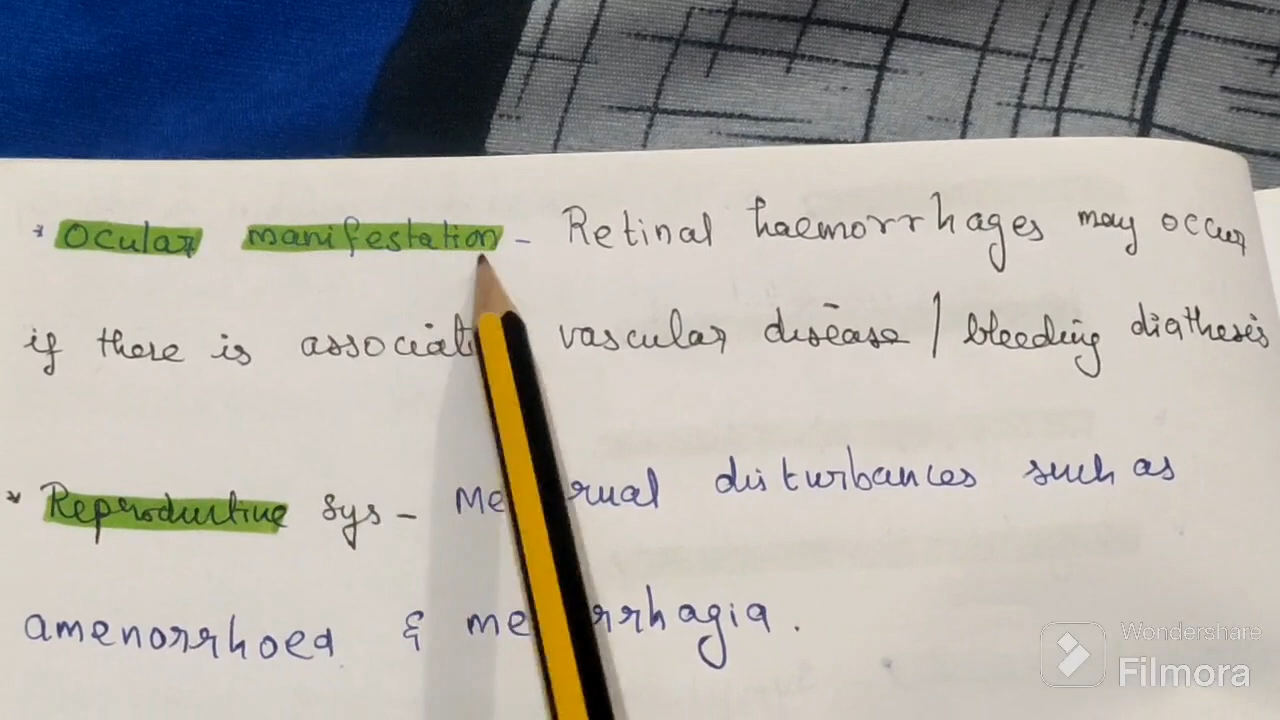 * Ocular manifestation - Retinal haemorrhages may occur
if there is associat vascular disease / bleeding diathesis
* Reproductive sys - Me rual disturbances such as
amenorrhoea & me rrhagia.
Wondershare
Filmora